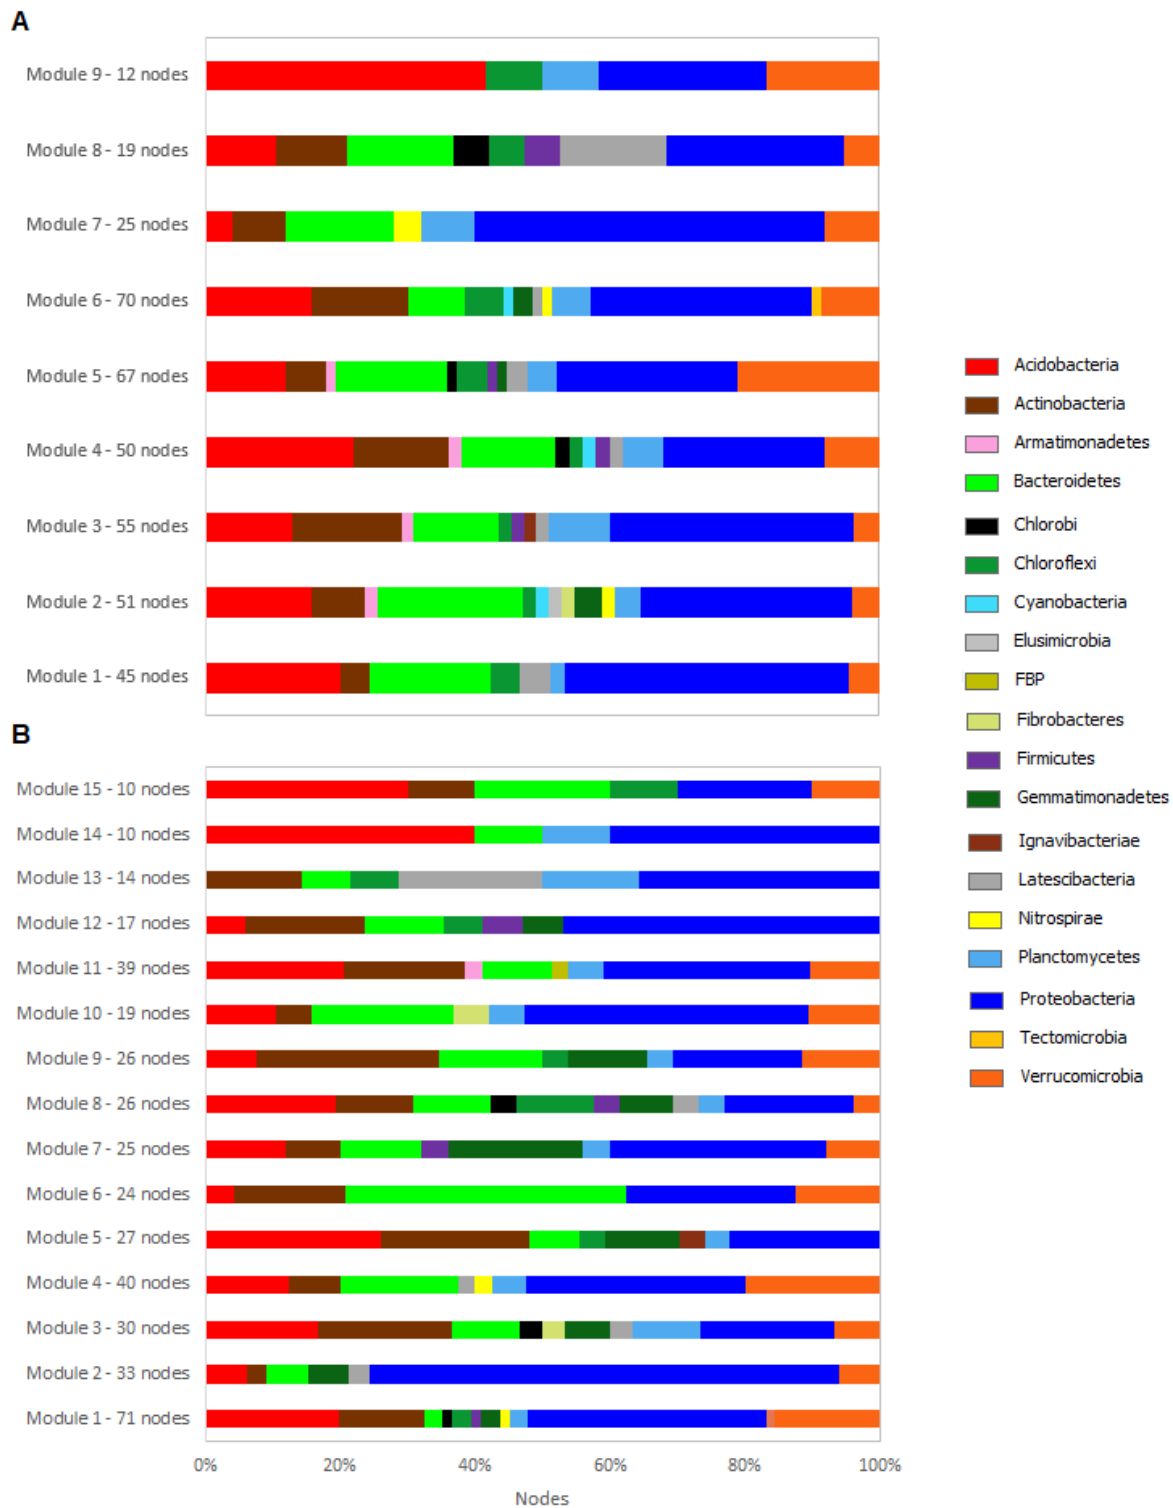 A
Module 9 - 12 nodes
Module 8 - 19 nodes
Module 7 - 25 nodes
Module 6 - 70 nodes
Module 5 - 67 nodes
Module 4 - 50 nodes
Module 3 - 55 nodes
Module 2 - 51 nodes
Module 1 - 45 nodes
B
Module 15 - 10 nodes
Module 14 - 10 nodes
Module 13 - 14 nodes
Module 12 - 17 nodes
Module 11 - 39 nodes
Module 10 - 19 nodes
Module 9 - 26 nodes
Module 8 - 26 nodes
Module 7 - 25 nodes
Module 6 - 24 nodes
Module 5 - 27 nodes
Module 4 - 40 nodes
Module 3 - 30 nodes
Module 2 - 33 nodes
Module 1 - 71 nodes
0% 20% 40% 60% 80% 100%
Nodes
Acidobacteria
Actinobacteria
Armatimonadetes
Bacteroidetes
Chlorobi
Chloroflexi
Cyanobacteria
Elusimicrobia
FBP
Fibrobacteres
Firmicutes
Gemmatimonadetes
Ignavibacteriae
Latescibacteria
Nitrospirae
Planctomycetes
Proteobacteria
Tectomicrobia
Verrucomicrobia